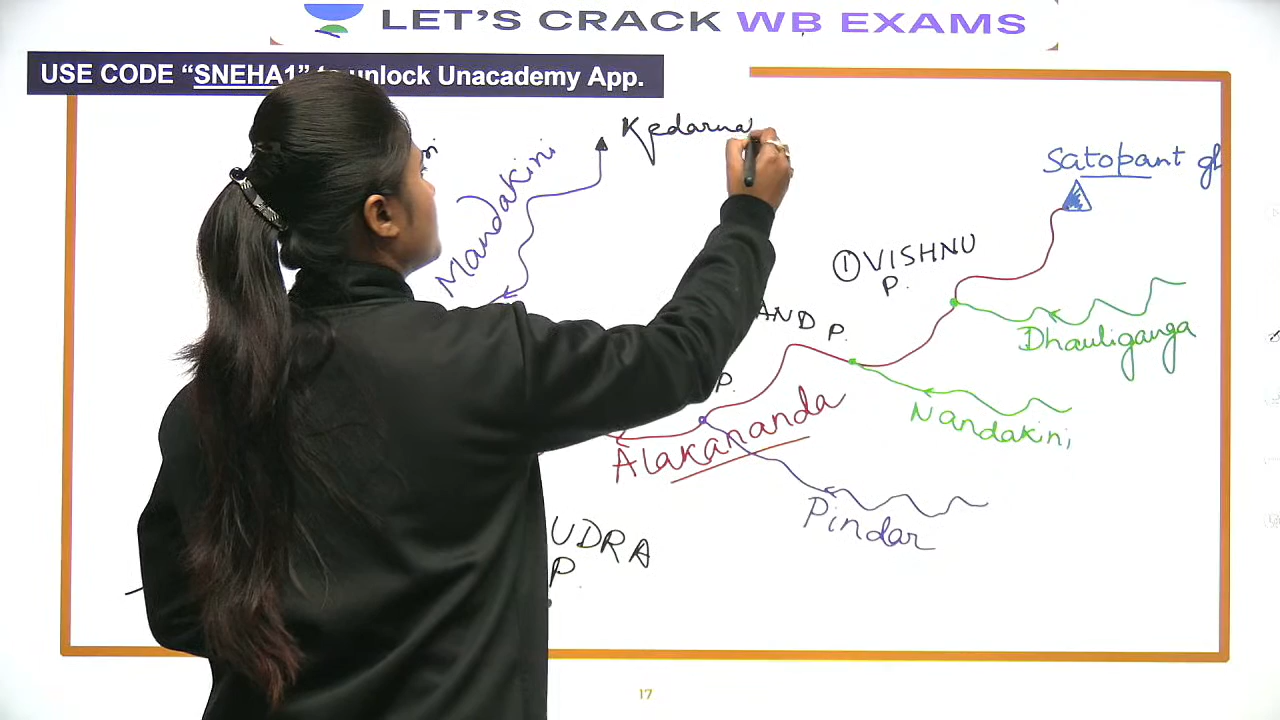 LET'S CRACK WB EXAMS
USE CODE “SNEHA1” to unlock Unacademy App.
Kedarna
Mandakini
Satopant gl
① VISHNU
P.
AND P.
Dhauliganga
P.
Nandakini
Alakananda
Pindar
UDRA
P.
17